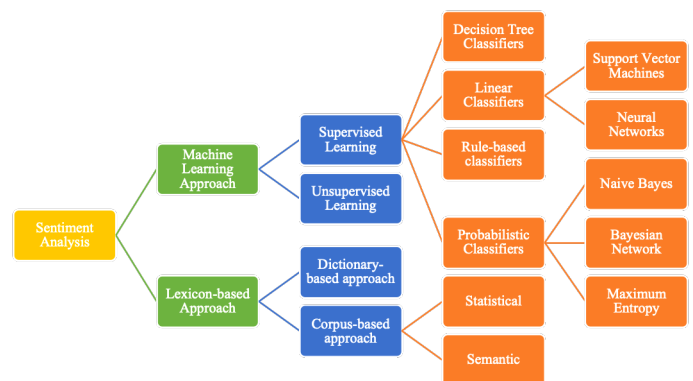 Sentiment
Analysis
Machine
Learning
Approach
Lexicon-based
Approach
Supervised
Learning
Unsupervised
Learning
Dictionary-
based approach
Corpus-based
approach
Decision Tree
Classifiers
Linear
Classifiers
Rule-based
classifiers
Probabilistic
Classifiers
Statistical
Semantic
Support Vector
Machines
Neural
Networks
Naive Bayes
Bayesian
Network
Maximum
Entropy